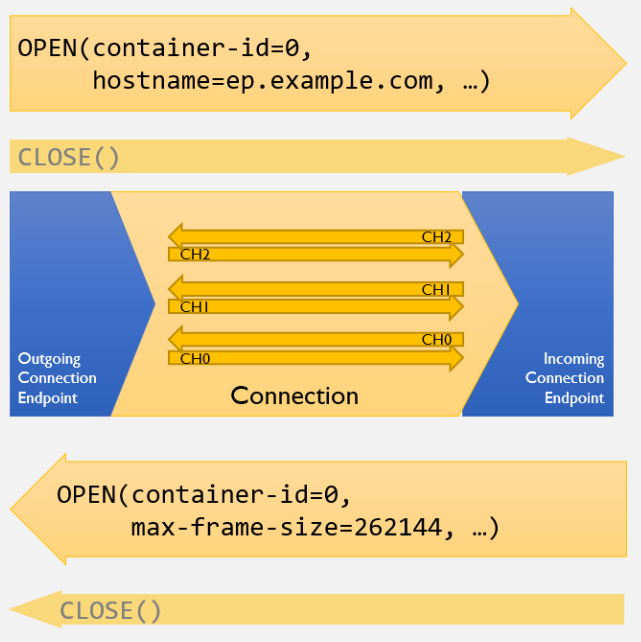 OPEN(container-id=0,
hostname=ep.example.com, …)
CLOSE()
CH2
CH2
CH1
CH1
CH0
CH0
Outgoing
Connection
Endpoint
Connection
Incoming
Connection
Endpoint
OPEN(container-id=0,
max-frame-size=262144, …)
CLOSE()